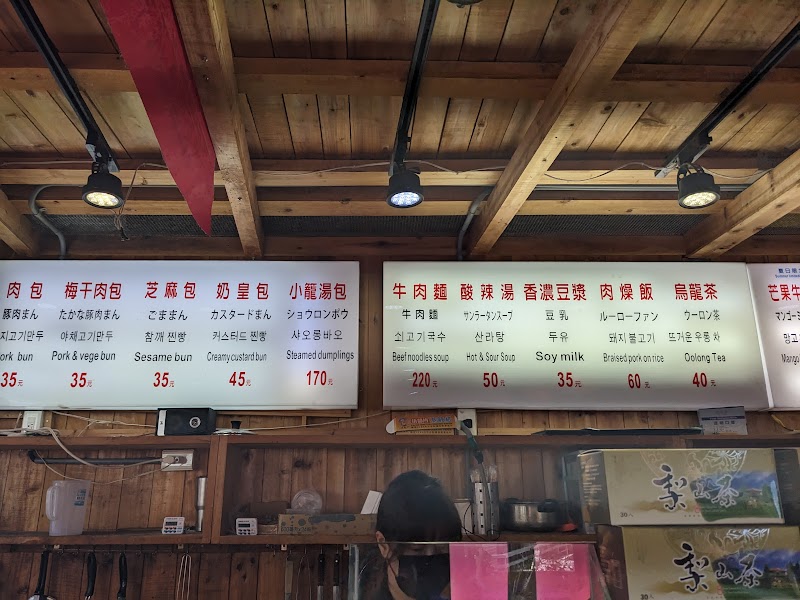 肉包 梅干肉包 芝麻包 奶皇包 小龍湯包
豚肉まん たかな豚肉まん ごままん カスタードまん ショウロンポウ
지고기만두 야채고기만두 참깨 찐빵 커스티드 찐빵 샤오롱바오
ork bun Pork & vege bun Sesame bun Creamy custard bun Steamed dumplings
35元 35元 35元 45元 170元
牛肉麵 酸辣湯 香濃豆漿 肉燥飯 烏龍茶
牛肉麵 サンラータンスープ 豆乳 ルーローファン ウーロン茶
쇠고기국수 산라탕 두유 돼지불고기 뜨거운우롱차
Beef noodles soup Hot & Sour Soup Soy milk Braised pork on rice Oolong Tea
220元 50元 35元 60元 40元
夏日限
芒果牛
マンゴーミ
망고
Mango
梨山茶
梨山茶